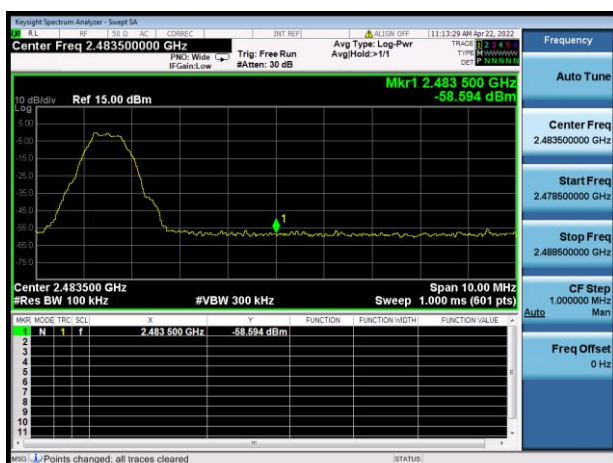 Keysight Spectrum Analyzer - Swept SA
RL RF 50 Ω AC CORREC INT REF ALIGN OFF 11:13:29 AM Apr 22, 2022
Center Freq 2.483500000 GHz
PNO: Wide
IFGain:Low
Trig: Free Run
#Atten: 30 dB
Avg Type: Log-Pwr
Avg|Hold:>1/1
TRACE 1 2 3 4 5 6
TYPE M W W W W W
DET P N N N N N
Mkr1 2.483 500 GHz
-58.594 dBm
10 dB/div Ref 15.00 dBm
Log
5.00
-5.00
-15.0
-25.0
-35.0
-45.0
-55.0
-65.0
-75.0
1
Center 2.483500 GHz Span 10.00 MHz
#Res BW 100 kHz #VBW 300 kHz Sweep 1.000 ms (601 pts)
MKR MODE TRC SCL X Y FUNCTION FUNCTION WIDTH FUNCTION VALUE
1 N 1 f 2.483 500 GHz -58.594 dBm
2
3
4
5
6
7
8
9
10
11
MSG Points changed; all traces cleared STATUS
Frequency
Auto Tune
Center Freq
2.483500000 GHz
Start Freq
2.478500000 GHz
Stop Freq
2.488500000 GHz
CF Step
1.000000 MHz
Auto Man
Freq Offset
0 Hz